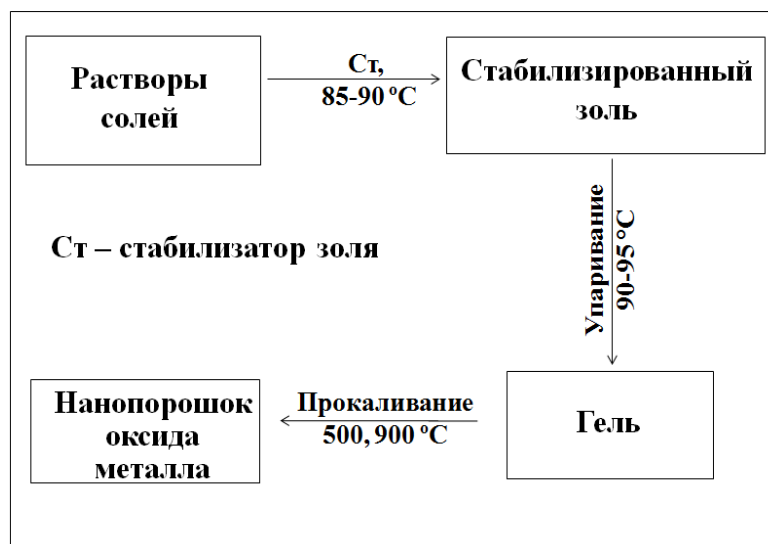 Растворы
солей
Ст,
85-90 ºС
Стабилизированный
золь
Упаривание
90-95 °С
Ст – стабилизатор золя
Гель
Прокаливание
500, 900 ºС
Нанопорошок
оксида
металла